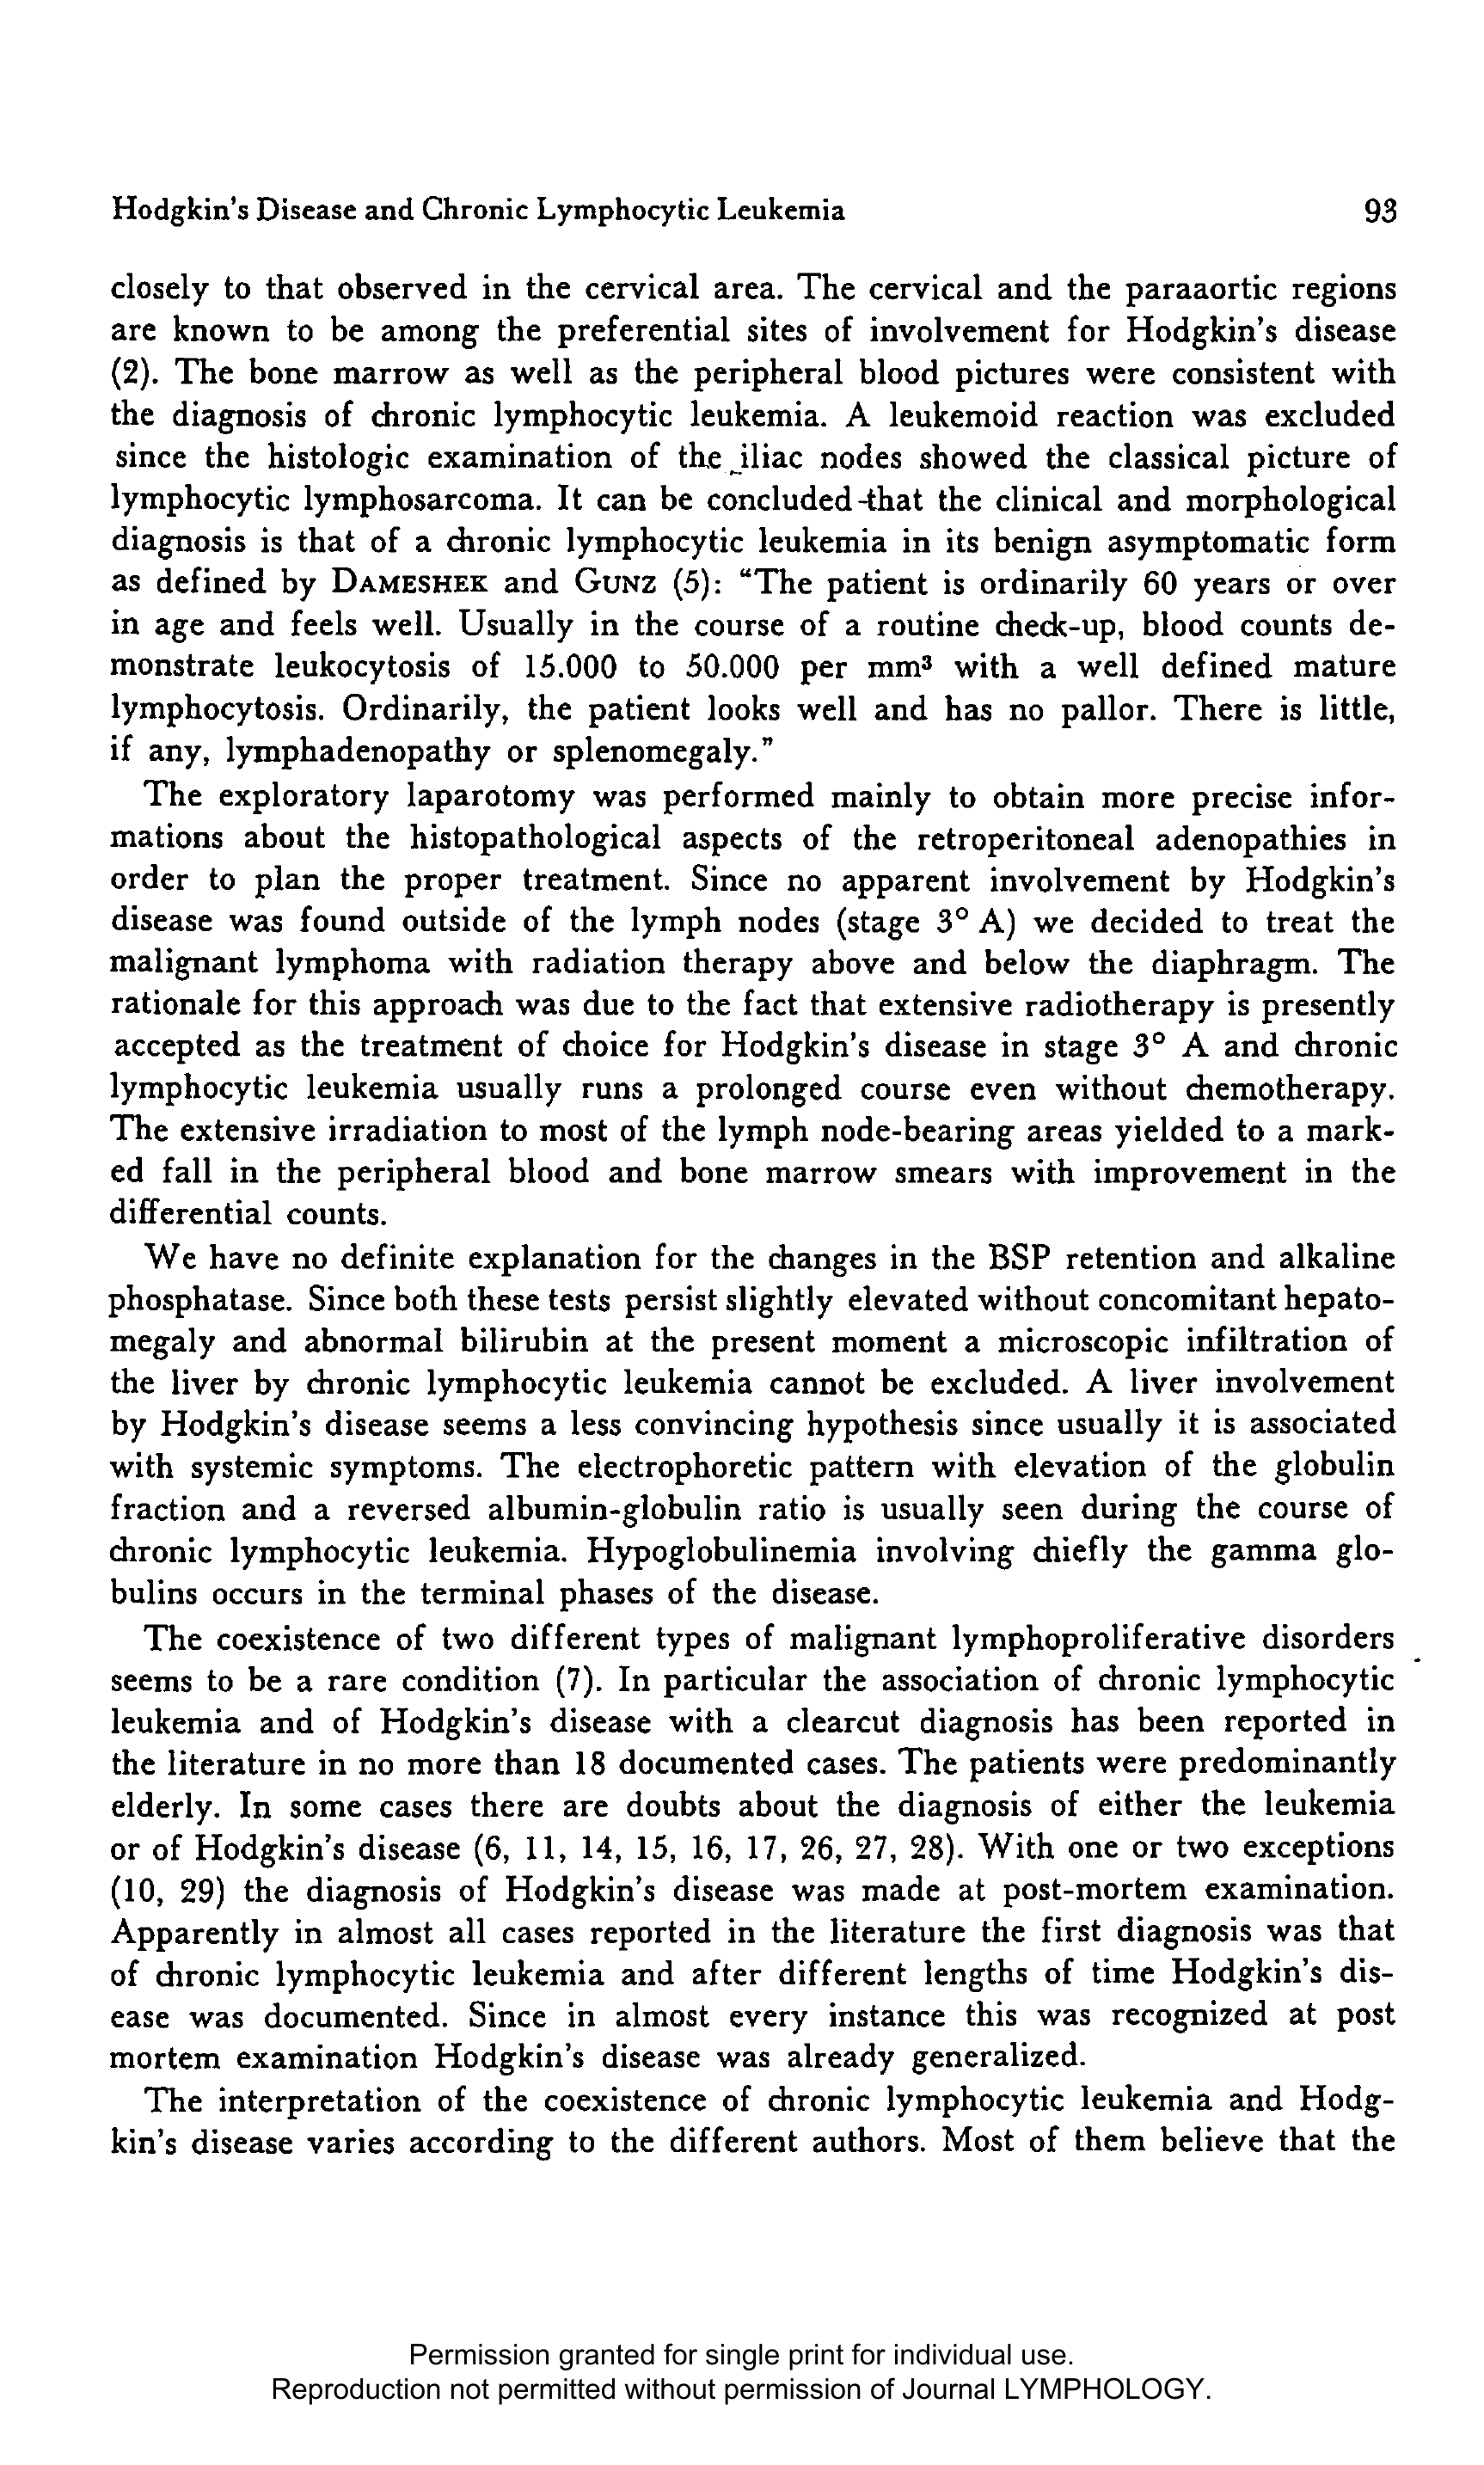 Hodgkin's Disease and Chronic Lymphocytic Leukemia 93
closely to that observed in the cervical area. The cervical and the paraaortic regions
are known to be among the preferential sites of involvement for Hodgkin's disease
(2). The bone marrow as well as the peripheral blood pictures were consistent with
the diagnosis of chronic lymphocytic leukemia. A leukemoid reaction was excluded
since the histologic examination of the iliac nodes showed the classical picture of
lymphocytic lymphosarcoma. It can be concluded that the clinical and morphological
diagnosis is that of a chronic lymphocytic leukemia in its benign asymptomatic form
as defined by DAMESHEK and GUNZ (5): “The patient is ordinarily 60 years or over
in age and feels well. Usually in the course of a routine check-up, blood counts de-
monstrate leukocytosis of 15.000 to 50.000 per mm³ with a well defined mature
lymphocytosis. Ordinarily, the patient looks well and has no pallor. There is little,
if any, lymphadenopathy or splenomegaly.”
The exploratory laparotomy was performed mainly to obtain more precise infor-
mations about the histopathological aspects of the retroperitoneal adenopathies in
order to plan the proper treatment. Since no apparent involvement by Hodgkin's
disease was found outside of the lymph nodes (stage 3° A) we decided to treat the
malignant lymphoma with radiation therapy above and below the diaphragm. The
rationale for this approach was due to the fact that extensive radiotherapy is presently
accepted as the treatment of choice for Hodgkin's disease in stage 3° A and chronic
lymphocytic leukemia usually runs a prolonged course even without chemotherapy.
The extensive irradiation to most of the lymph node-bearing areas yielded to a mark-
ed fall in the peripheral blood and bone marrow smears with improvement in the
differential counts.
We have no definite explanation for the changes in the BSP retention and alkaline
phosphatase. Since both these tests persist slightly elevated without concomitant hepato-
megaly and abnormal bilirubin at the present moment a microscopic infiltration of
the liver by chronic lymphocytic leukemia cannot be excluded. A liver involvement
by Hodgkin's disease seems a less convincing hypothesis since usually it is associated
with systemic symptoms. The electrophoretic pattern with elevation of the globulin
fraction and a reversed albumin-globulin ratio is usually seen during the course of
chronic lymphocytic leukemia. Hypoglobulinemia involving chiefly the gamma glo-
bulins occurs in the terminal phases of the disease.
The coexistence of two different types of malignant lymphoproliferative disorders
seems to be a rare condition (7). In particular the association of chronic lymphocytic
leukemia and of Hodgkin's disease with a clearcut diagnosis has been reported in
the literature in no more than 18 documented cases. The patients were predominantly
elderly. In some cases there are doubts about the diagnosis of either the leukemia
or of Hodgkin's disease (6, 11, 14, 15, 16, 17, 26, 27, 28). With one or two exceptions
(10, 29) the diagnosis of Hodgkin's disease was made at post-mortem examination.
Apparently in almost all cases reported in the literature the first diagnosis was that
of chronic lymphocytic leukemia and after different lengths of time Hodgkin's dis-
ease was documented. Since in almost every instance this was recognized at post
mortem examination Hodgkin's disease was already generalized.
The interpretation of the coexistence of chronic lymphocytic leukemia and Hodg-
kin's disease varies according to the different authors. Most of them believe that the
Permission granted for single print for individual use.
Reproduction not permitted without permission of Journal LYMPHOLOGY.